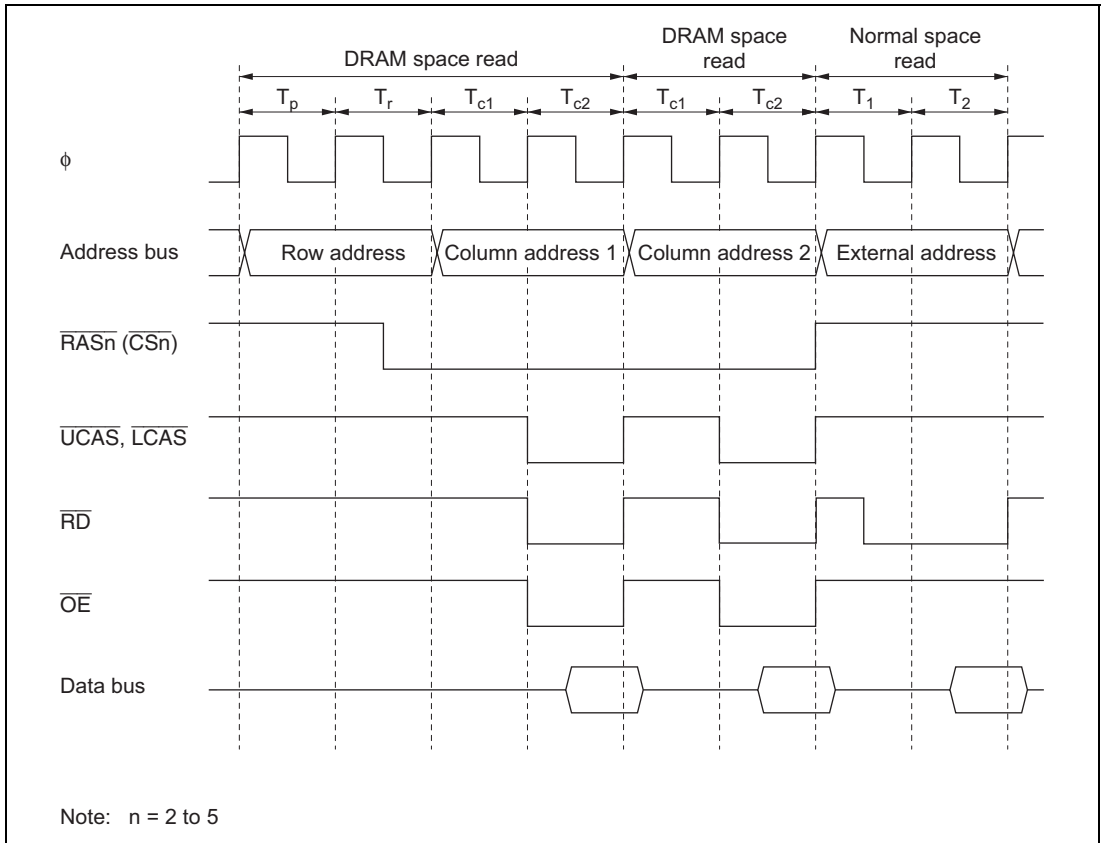 DRAM space read
DRAM space
read
Normal space
read
Tp Tr Tc1 Tc2 Tc1 Tc2 T1 T2
ϕ
Address bus
Row address
Column address 1
Column address 2
External address
RASn (CSn)
UCAS, LCAS
RD
OE
Data bus
Note: n = 2 to 5